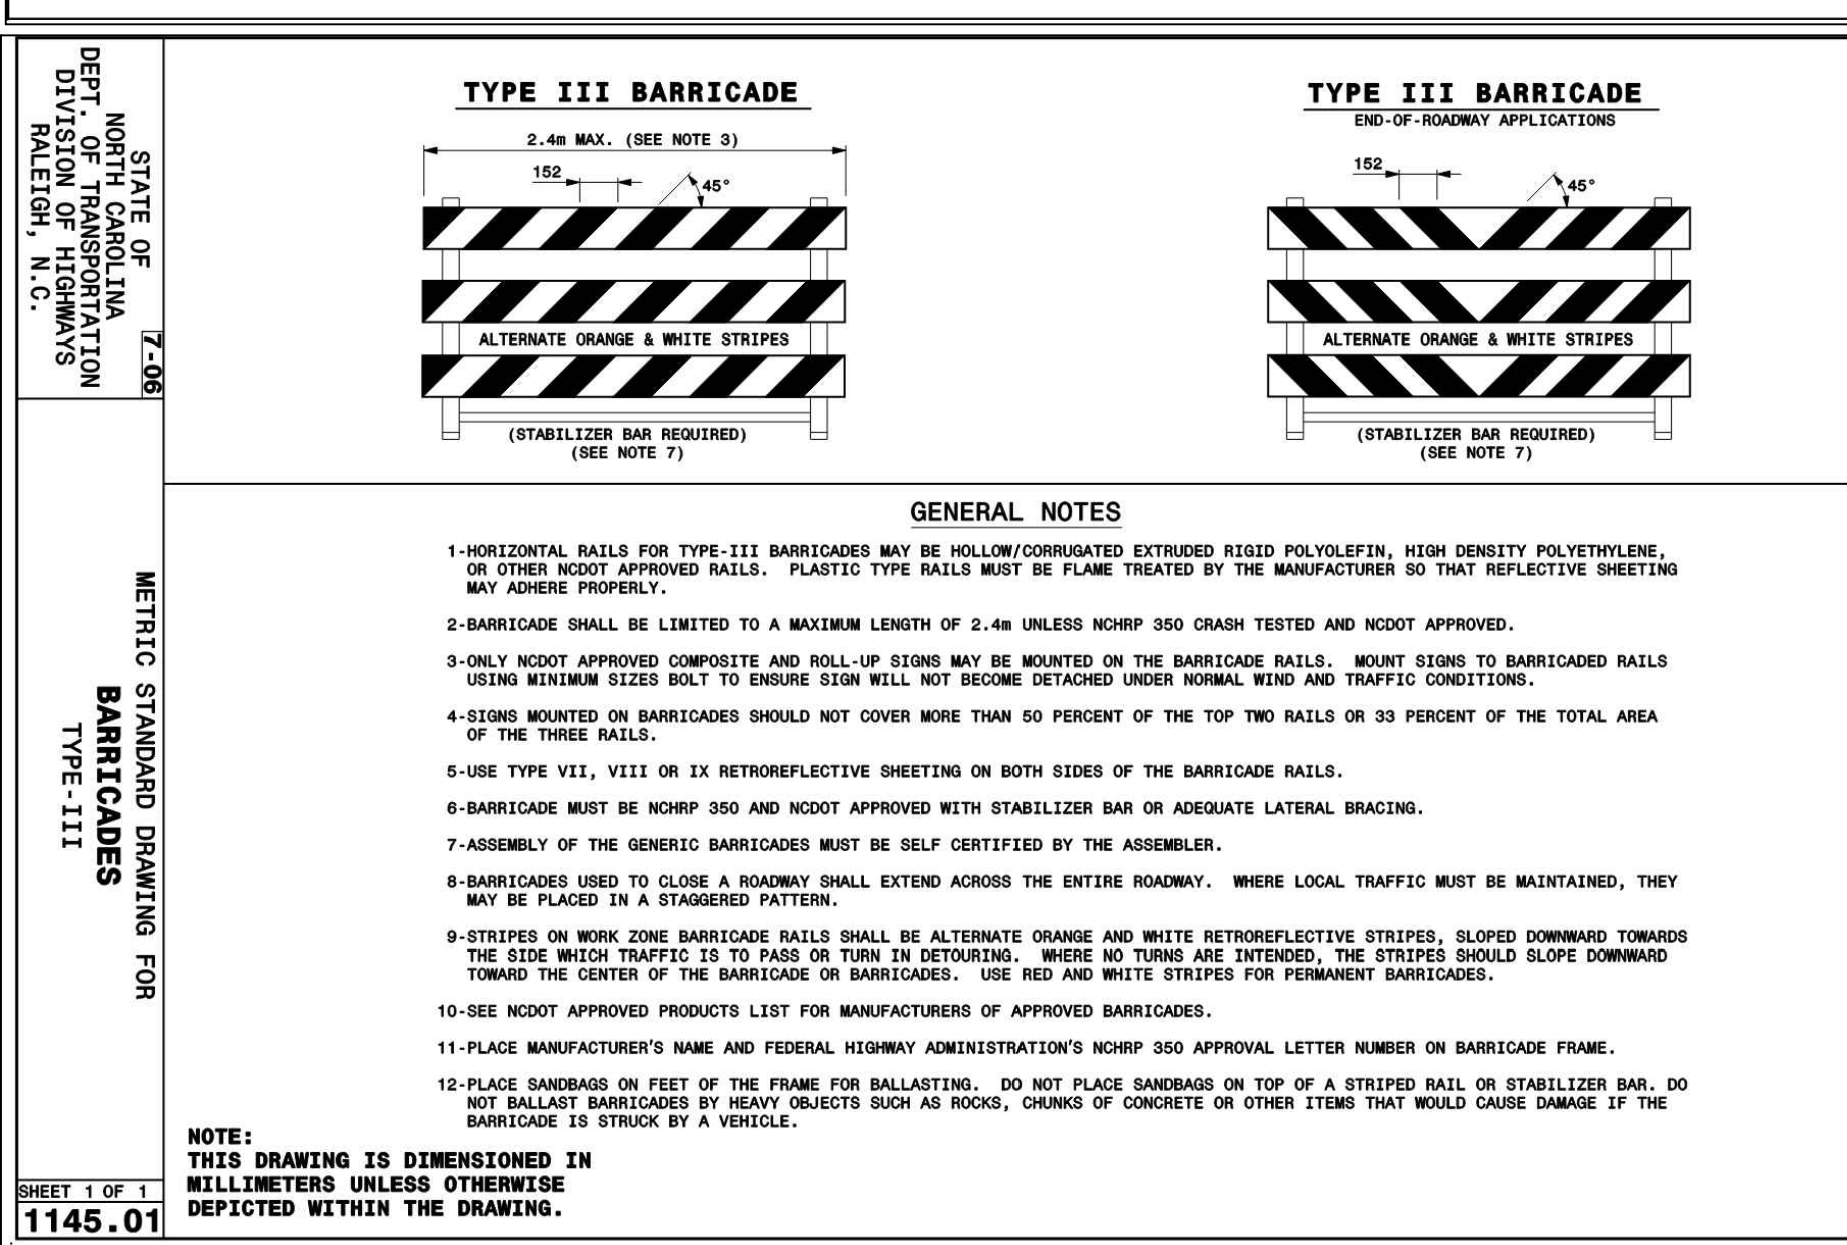 STATE OF
NORTH CAROLINA
DEPT. OF TRANSPORTATION
DIVISION OF HIGHWAYS
RALEIGH, N.C.
7-06
METRIC STANDARD DRAWING FOR
BARRICADES
TYPE-III
SHEET 1 OF 1
1145.01
TYPE III BARRICADE
2.4m MAX. (SEE NOTE 3)
152
45°
ALTERNATE ORANGE & WHITE STRIPES
(STABILIZER BAR REQUIRED)
(SEE NOTE 7)
TYPE III BARRICADE
END-OF-ROADWAY APPLICATIONS
152
45°
ALTERNATE ORANGE & WHITE STRIPES
(STABILIZER BAR REQUIRED)
(SEE NOTE 7)
GENERAL NOTES
1-HORIZONTAL RAILS FOR TYPE-III BARRICADES MAY BE HOLLOW/CORRUGATED EXTRUDED RIGID POLYOLEFIN, HIGH DENSITY POLYETHYLENE,
OR OTHER NCDOT APPROVED RAILS. PLASTIC TYPE RAILS MUST BE FLAME TREATED BY THE MANUFACTURER SO THAT REFLECTIVE SHEETING
MAY ADHERE PROPERLY.
2-BARRICADE SHALL BE LIMITED TO A MAXIMUM LENGTH OF 2.4m UNLESS NCHRP 350 CRASH TESTED AND NCDOT APPROVED.
3-ONLY NCDOT APPROVED COMPOSITE AND ROLL-UP SIGNS MAY BE MOUNTED ON THE BARRICADE RAILS. MOUNT SIGNS TO BARRICADED RAILS
USING MINIMUM SIZES BOLT TO ENSURE SIGN WILL NOT BECOME DETACHED UNDER NORMAL WIND AND TRAFFIC CONDITIONS.
4-SIGNS MOUNTED ON BARRICADES SHOULD NOT COVER MORE THAN 50 PERCENT OF THE TOP TWO RAILS OR 33 PERCENT OF THE TOTAL AREA
OF THE THREE RAILS.
5-USE TYPE VII, VIII OR IX RETROREFLECTIVE SHEETING ON BOTH SIDES OF THE BARRICADE RAILS.
6-BARRICADE MUST BE NCHRP 350 AND NCDOT APPROVED WITH STABILIZER BAR OR ADEQUATE LATERAL BRACING.
7-ASSEMBLY OF THE GENERIC BARRICADES MUST BE SELF CERTIFIED BY THE ASSEMBLER.
8-BARRICADES USED TO CLOSE A ROADWAY SHALL EXTEND ACROSS THE ENTIRE ROADWAY. WHERE LOCAL TRAFFIC MUST BE MAINTAINED, THEY
MAY BE PLACED IN A STAGGERED PATTERN.
9-STRIPES ON WORK ZONE BARRICADE RAILS SHALL BE ALTERNATE ORANGE AND WHITE RETROREFLECTIVE STRIPES, SLOPED DOWNWARD TOWARDS
THE SIDE WHICH TRAFFIC IS TO PASS OR TURN IN DETOURING. WHERE NO TURNS ARE INTENDED, THE STRIPES SHOULD SLOPE DOWNWARD
TOWARD THE CENTER OF THE BARRICADE OR BARRICADES. USE RED AND WHITE STRIPES FOR PERMANENT BARRICADES.
10-SEE NCDOT APPROVED PRODUCTS LIST FOR MANUFACTURERS OF APPROVED BARRICADES.
11-PLACE MANUFACTURER'S NAME AND FEDERAL HIGHWAY ADMINISTRATION'S NCHRP 350 APPROVAL LETTER NUMBER ON BARRICADE FRAME.
12-PLACE SANDBAGS ON FEET OF THE FRAME FOR BALLASTING. DO NOT PLACE SANDBAGS ON TOP OF A STRIPED RAIL OR STABILIZER BAR. DO
NOT BALLAST BARRICADES BY HEAVY OBJECTS SUCH AS ROCKS, CHUNKS OF CONCRETE OR OTHER ITEMS THAT WOULD CAUSE DAMAGE IF THE
BARRICADE IS STRUCK BY A VEHICLE.
NOTE:
THIS DRAWING IS DIMENSIONED IN
MILLIMETERS UNLESS OTHERWISE
DEPICTED WITHIN THE DRAWING.